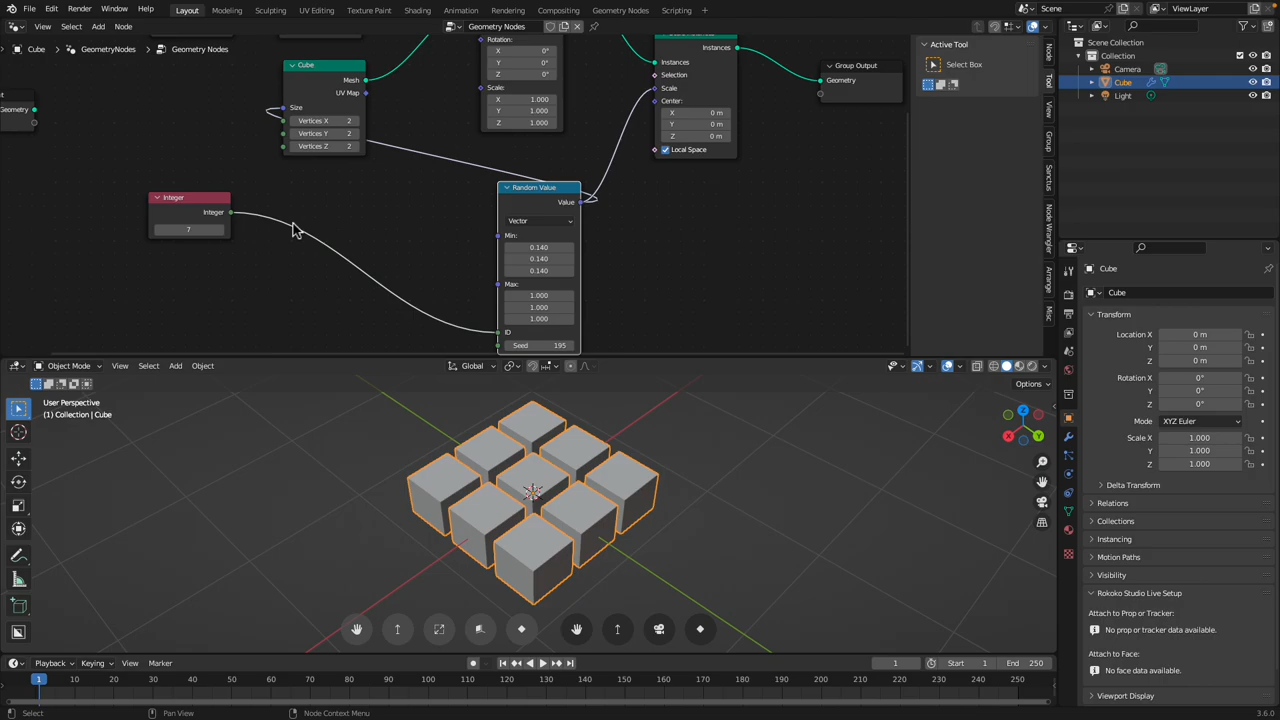 File Edit Render Window Help Layout Modeling Sculpting UV Editing Texture Paint Shading Animation Rendering Compositing Geometry Nodes Scripting Scene ViewLayer
View Select Add Node Geometry Nodes
Cube GeometryNodes Geometry Nodes
Geometry
Cube
Mesh
UV Map
Size
Vertices X 2
Vertices Y 2
Vertices Z 2
Integer
Integer
7
Rotation:
X 0°
Y 0°
Z 0°
Scale:
X 1.000
Y 1.000
Z 1.000
Random Value
Value
Vector
Min:
0.140
0.140
0.140
Max:
1.000
1.000
1.000
ID
Seed 195
Instances
Instances
Selection
Scale
Center:
X 0 m
Y 0 m
Z 0 m
Local Space
Group Output
Geometry
Active Tool
Select Box
Node
Tool
View
Group
Sanctus
Node Wrangler
Arrange
Misc
Scene Collection
Collection
Camera
Cube
Light
Object Mode View Select Add Object Global
Options
User Perspective
(1) Collection | Cube
Z
X
Y
Cube
Cube
Transform
Location X 0 m
Y 0 m
Z 0 m
Rotation X 0°
Y 0°
Z 0°
Mode XYZ Euler
Scale X 1.000
Y 1.000
Z 1.000
Delta Transform
Relations
Collections
Instancing
Motion Paths
Visibility
Rokoko Studio Live Setup
Attach to Prop or Tracker:
No prop or tracker data available.
Attach to Face:
No face data available.
Viewport Display
Playback Keying View Marker 1 Start 1 End 250
1 10 20 30 40 50 60 70 80 90 100 110 120 130 140 150 160 170 180 190 200 210 220 230 240 250
Select Pan View Node Context Menu 3.6.0